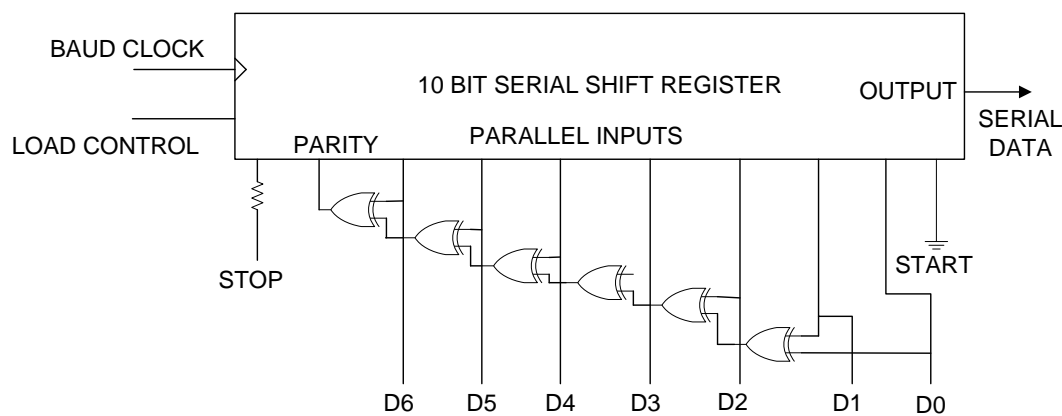 BAUD CLOCK
10 BIT SERIAL SHIFT REGISTER
OUTPUT
SERIAL
DATA
LOAD CONTROL
PARITY
PARALLEL INPUTS
STOP
START
D6
D5
D4
D3
D2
D1
D0